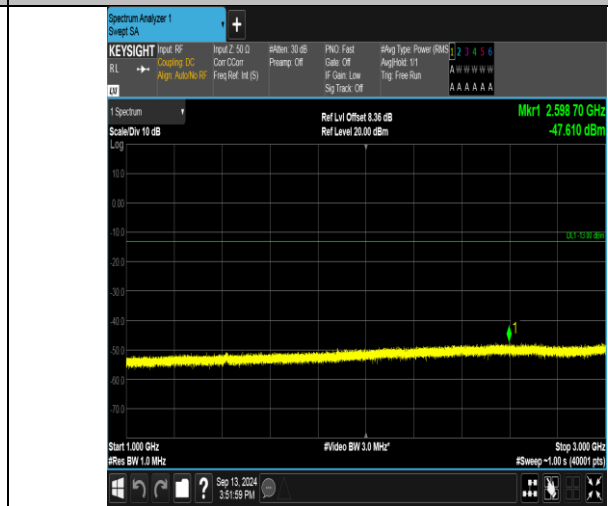 Spectrum Analyzer 1
Swept SA
+
KEYSIGHT Input: RF Input Z: 50 Ω #Atten: 30 dB PNO: Fast #Avg Type: Power (RMS 1 2 3 4 5 6
RL Coupling: DC Corr CCorr Preamp: Off Gate: Off Avg|Hold: 1/1 A W W W W W
Align: Auto/No RF Freq Ref: Int (S) IF Gain: Low Trig: Free Run A A A A A A
Sig Track: Off
1 Spectrum Ref Lvl Offset 8.36 dB Mkr1 2.598 70 GHz
Scale/Div 10 dB Ref Level 20.00 dBm -47.610 dBm
Log
10.0
0.00
-10.0 DL1 -13.00 dBm
-20.0
-30.0
-40.0
1
-50.0
-60.0
-70.0
Start 1.000 GHz #Video BW 3.0 MHz* Stop 3.000 GHz
#Res BW 1.0 MHz #Sweep ~1.00 s (40001 pts)
? Sep 13, 2024
3:51:59 PM